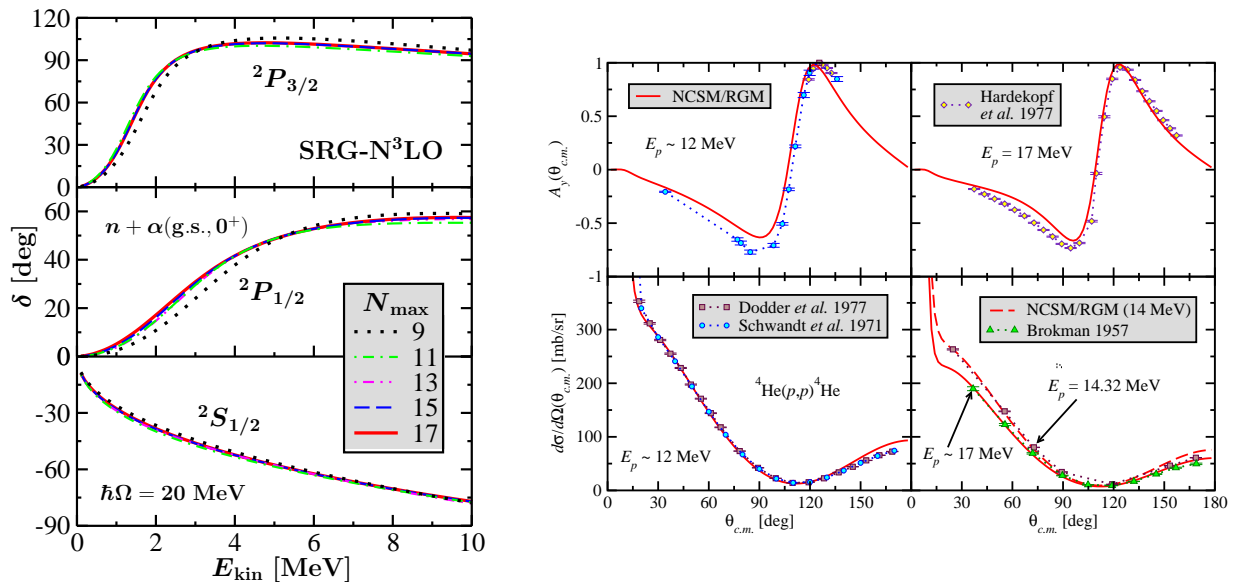 120
90
60
30
0
²P₃/₂
SRG-N³LO
60
40
20
0
n + α(g.s., 0⁺)
²P₁/₂
δ [deg]
N_max
9
11
13
15
17
-30
-60
-90
²S₁/₂
ħΩ = 20 MeV
0 2 4 6 8 10
E_kin [MeV]
1
0.5
0
-0.5
-1
A_y(θ_c.m.)
NCSM/RGM
E_p ~ 12 MeV
Hardekopf
et al. 1977
E_p = 17 MeV
300
250
200
150
100
50
0
dσ/dΩ(θ_c.m.) [mb/sr]
Dodder et al. 1977
Schwandt et al. 1971
⁴He(p,p)⁴He
E_p ~ 12 MeV
NCSM/RGM (14 MeV)
Brokman 1957
E_p = 14.32 MeV
E_p ~ 17 MeV
0 30 60 90 120 150 0 30 60 90 120 150 180
θ_c.m. [deg] θ_c.m. [deg]